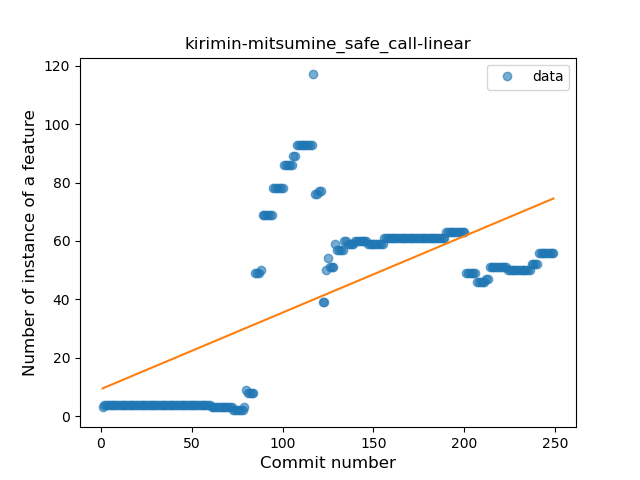 kirimin-mitsumine_safe_call-linear
data
Number of instance of a feature
120
100
80
60
40
20
0
0 50 100 150 200 250
Commit number